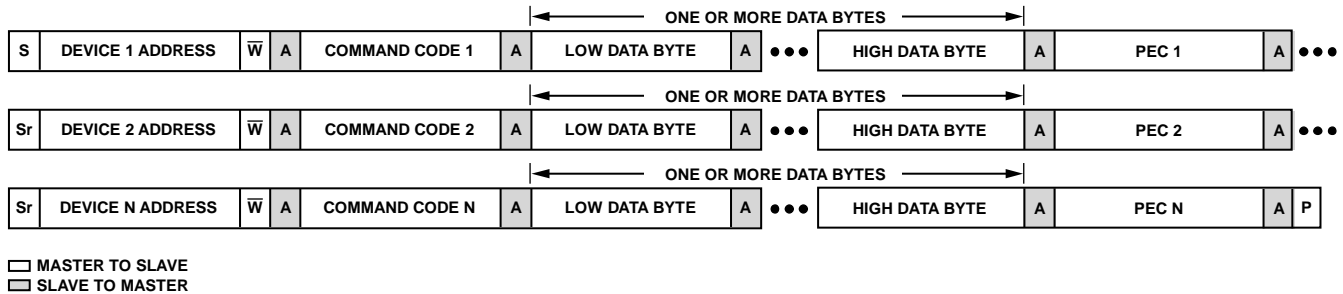 ONE OR MORE DATA BYTES
S DEVICE 1 ADDRESS W̅ A COMMAND CODE 1 A LOW DATA BYTE A ••• HIGH DATA BYTE A PEC 1 A •••
ONE OR MORE DATA BYTES
Sr DEVICE 2 ADDRESS W̅ A COMMAND CODE 2 A LOW DATA BYTE A ••• HIGH DATA BYTE A PEC 2 A •••
ONE OR MORE DATA BYTES
Sr DEVICE N ADDRESS W̅ A COMMAND CODE N A LOW DATA BYTE A ••• HIGH DATA BYTE A PEC N A P
MASTER TO SLAVE
SLAVE TO MASTER